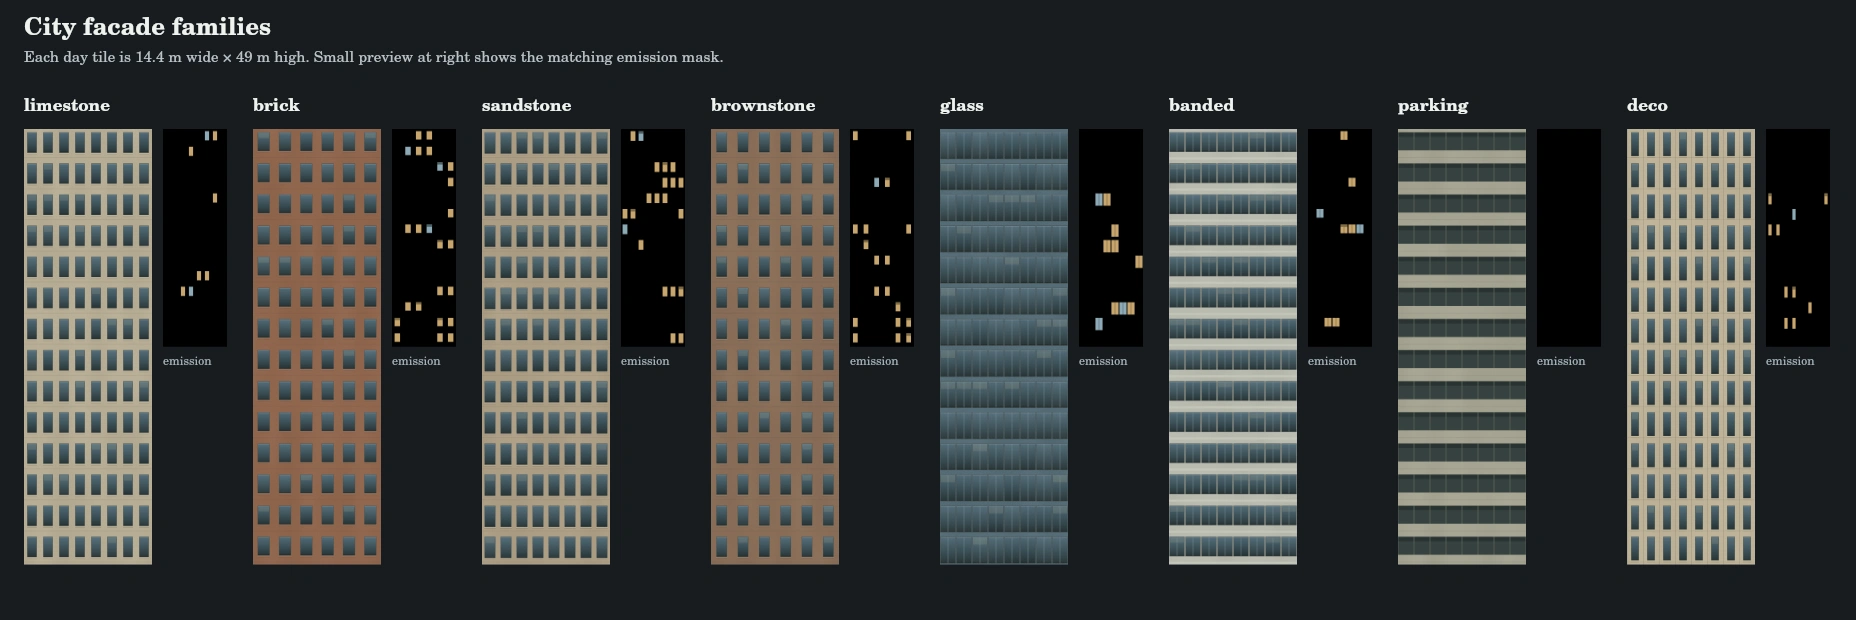 City facade families
Each day tile is 14.4 m wide × 49 m high. Small preview at right shows the matching emission mask.
limestone
brick
sandstone
brownstone
glass
banded
parking
deco
emission
emission
emission
emission
emission
emission
emission
emission